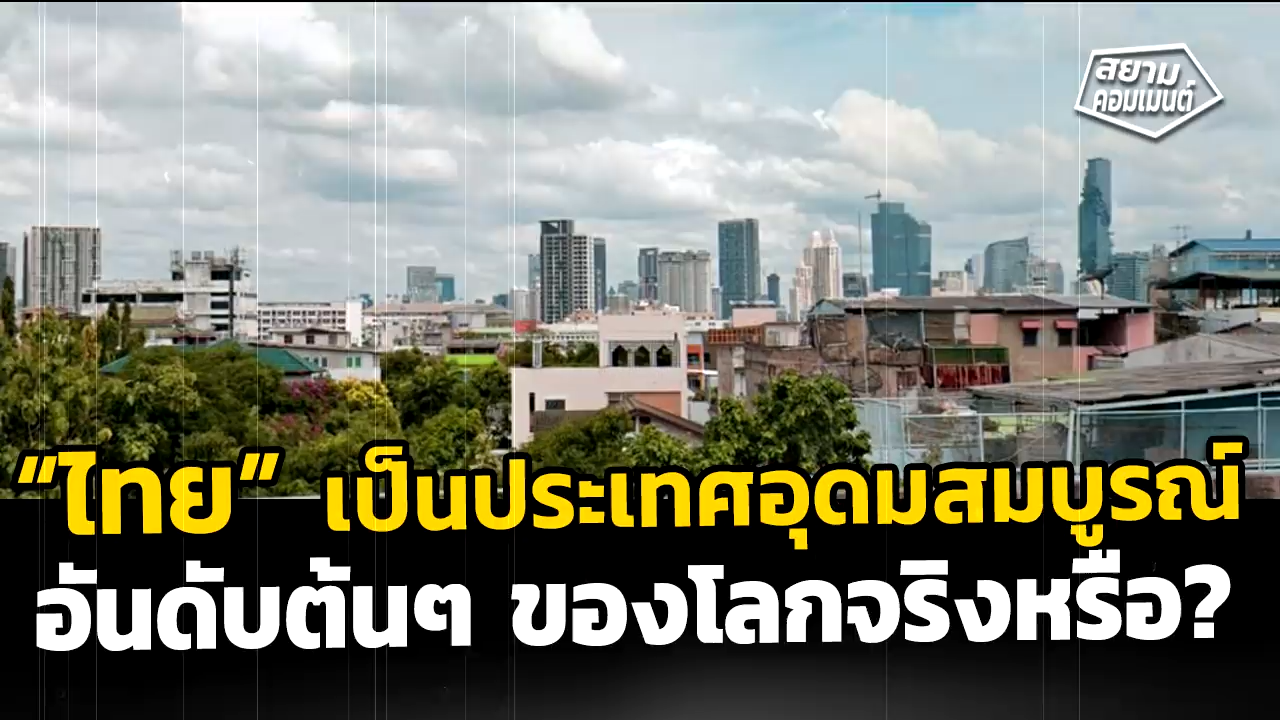 สยาม
คอมเมนต์
“ไทย” เป็นประเทศอุดมสมบูรณ์
อันดับต้นๆ ของโลกจริงหรือ?